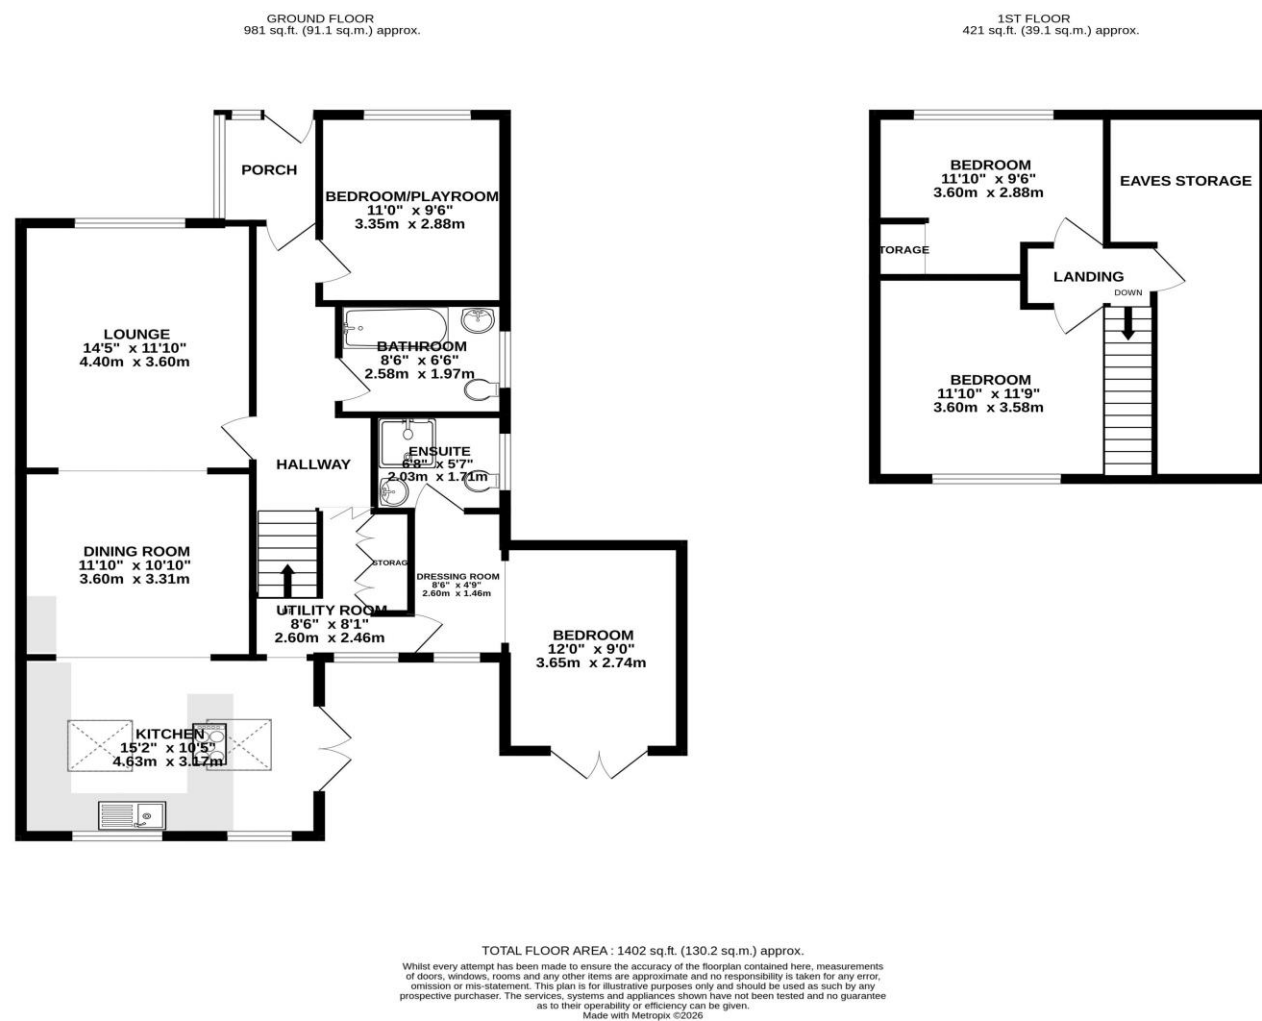 GROUND FLOOR
981 sq.ft. (91.1 sq.m.) approx.
1ST FLOOR
421 sq.ft. (39.1 sq.m.) approx.
PORCH
BEDROOM/PLAYROOM
11'0" x 9'6"
3.35m x 2.88m
LOUNGE
14'5" x 11'10"
4.40m x 3.60m
BATHROOM
8'6" x 6'6"
2.58m x 1.97m
ENSUITE
6'8" x 5'7"
2.03m x 1.71m
HALLWAY
DINING ROOM
11'10" x 10'10"
3.60m x 3.31m
STORAG
DRESSING ROOM
8'6" x 4'9"
2.60m x 1.46m
UTILITY ROOM
8'6" x 8'1"
2.60m x 2.46m
BEDROOM
12'0" x 9'0"
3.65m x 2.74m
KITCHEN
15'2" x 10'5"
4.63m x 3.17m
BEDROOM
11'10" x 9'6"
3.60m x 2.88m
EAVES STORAGE
TORAGE
LANDING
DOWN
BEDROOM
11'10" x 11'9"
3.60m x 3.58m
TOTAL FLOOR AREA : 1402 sq.ft. (130.2 sq.m.) approx.
Whilst every attempt has been made to ensure the accuracy of the floorplan contained here, measurements
of doors, windows, rooms and any other items are approximate and no responsibility is taken for any error,
omission or mis-statement. This plan is for illustrative purposes only and should be used as such by any
prospective purchaser. The services, systems and appliances shown have not been tested and no guarantee
as to their operability or efficiency can be given.
Made with Metropix ©2026